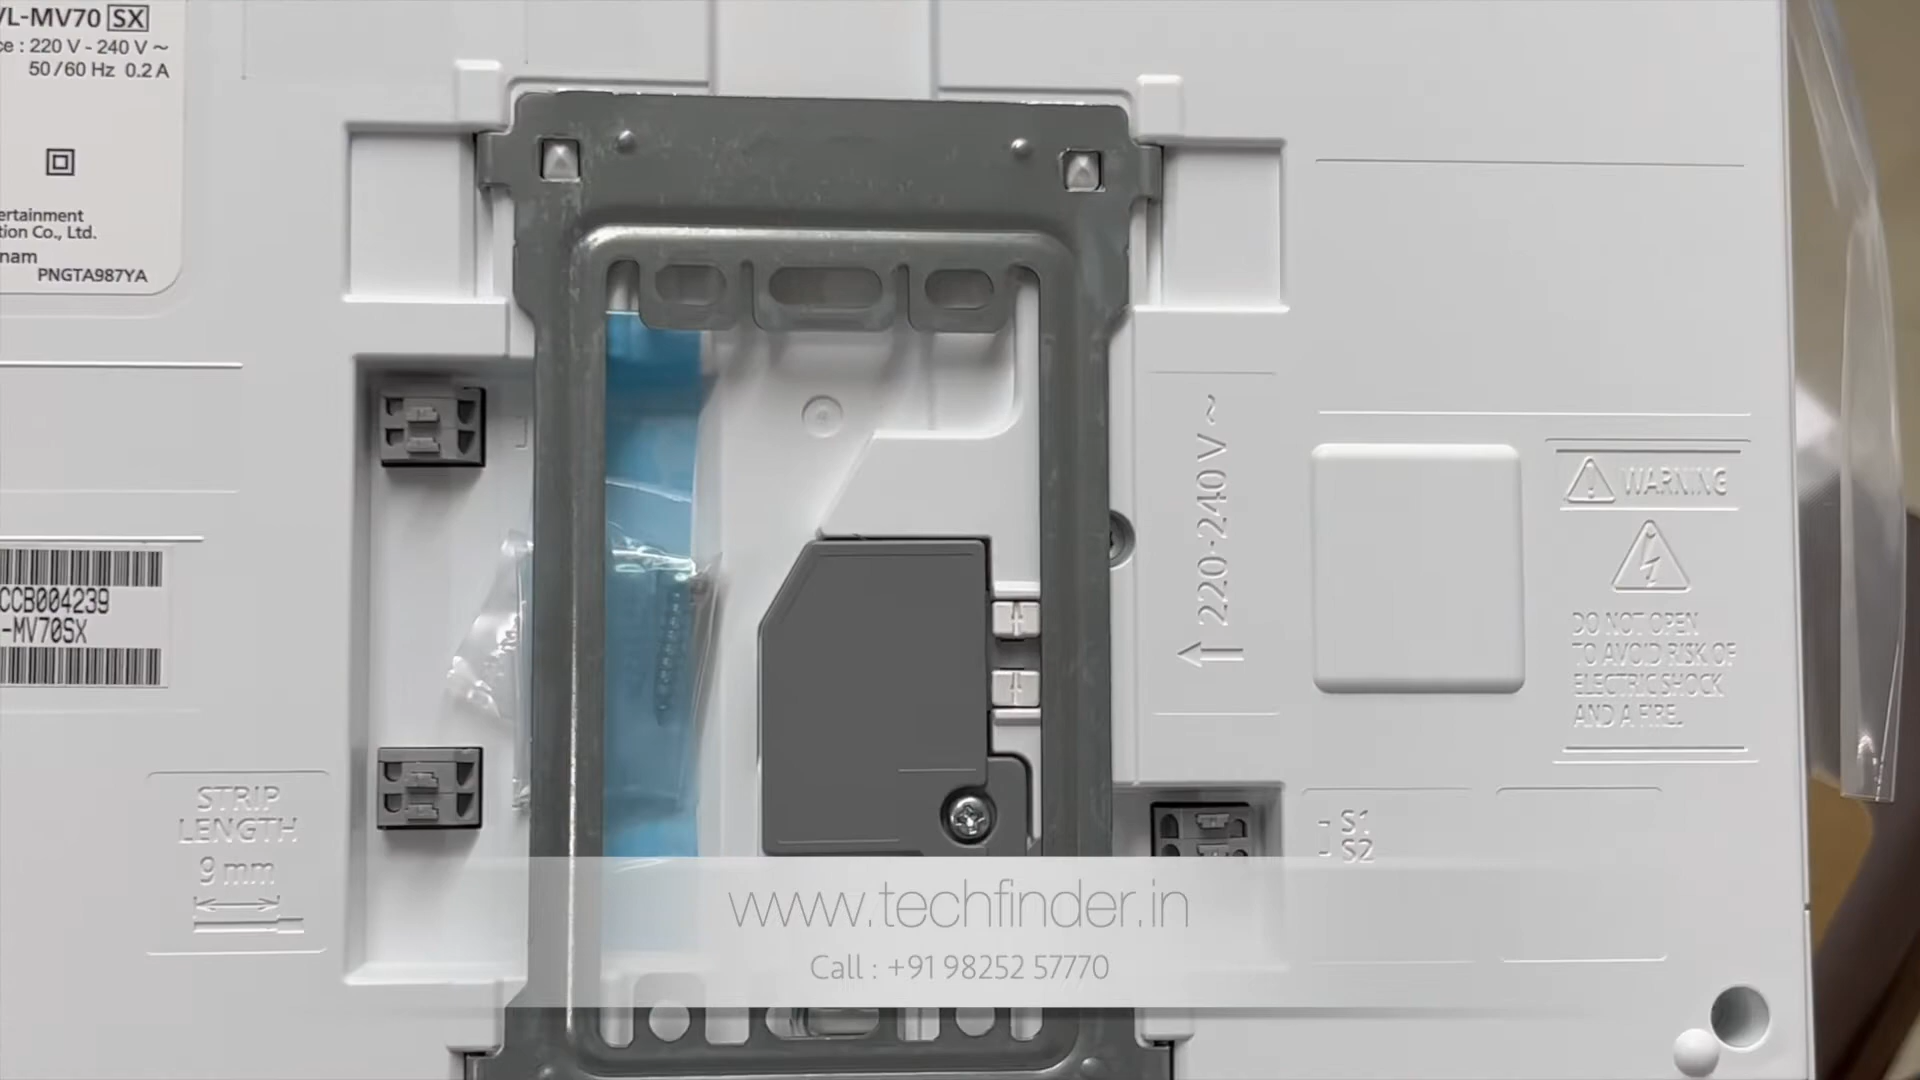 VL-MV70 SX
ce : 220 V - 240 V ~
50/60 Hz 0.2 A
ertainment
tion Co., Ltd.
nam
PNGTA987YA
CCB004239
-MV70SX
STRIP
LENGTH
9 mm
220-240 V ~
WARNING
DO NOT OPEN
TO AVOID RISK OF
ELECTRIC SHOCK
AND A FIRE.
- S1
- S2
www.techfinder.in
Call : +91 98252 57770